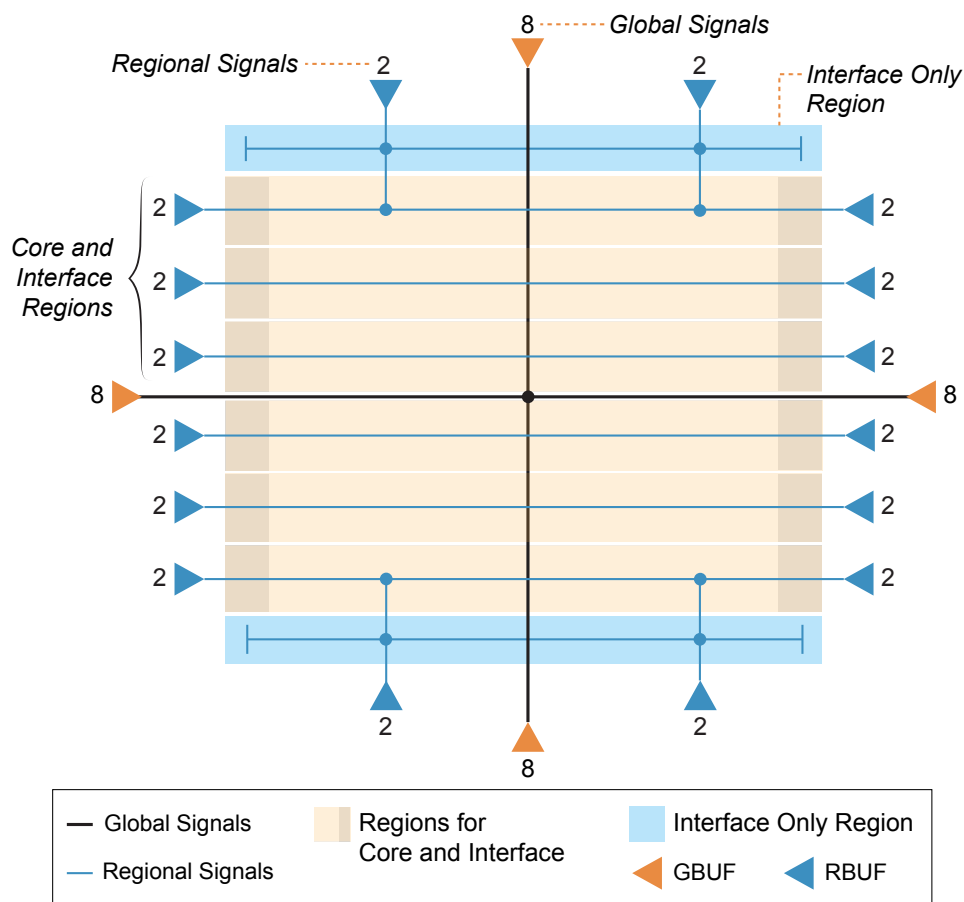 8 Global Signals
Regional Signals 2 2
Interface Only
Region
2 2
Core and
Interface
Regions
2 2
2 2
8 8
2 2
2 2
2 2
2 2
8
Global Signals
Regional Signals
Regions for
Core and Interface
Interface Only Region
GBUF RBUF